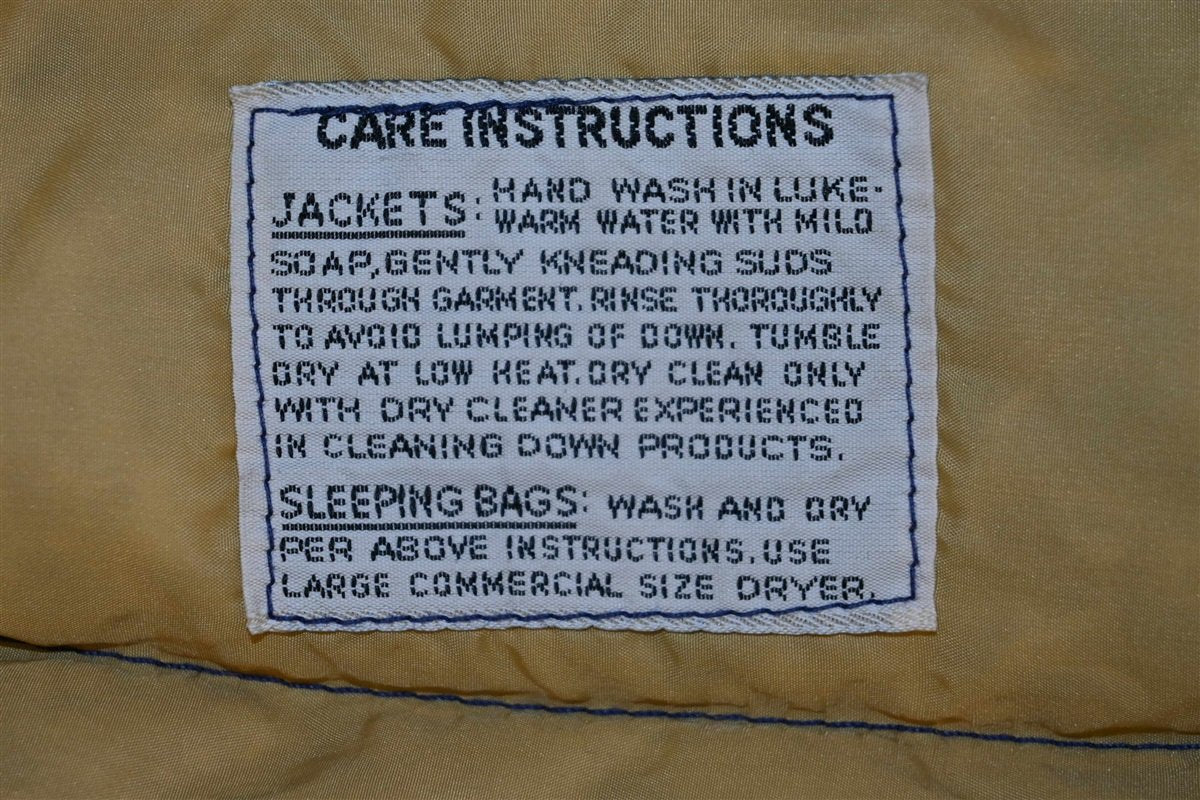 CARE INSTRUCTIONS
JACKETS: HAND WASH IN LUKE-
WARM WATER WITH MILD
SOAP, GENTLY KNEADING SUDS
THROUGH GARMENT. RINSE THOROUGHLY
TO AVOID LUMPING OF DOWN. TUMBLE
DRY AT LOW HEAT. DRY CLEAN ONLY
WITH DRY CLEANER EXPERIENCED
IN CLEANING DOWN PRODUCTS.
SLEEPING BAGS: WASH AND DRY
PER ABOVE INSTRUCTIONS. USE
LARGE COMMERCIAL SIZE DRYER.